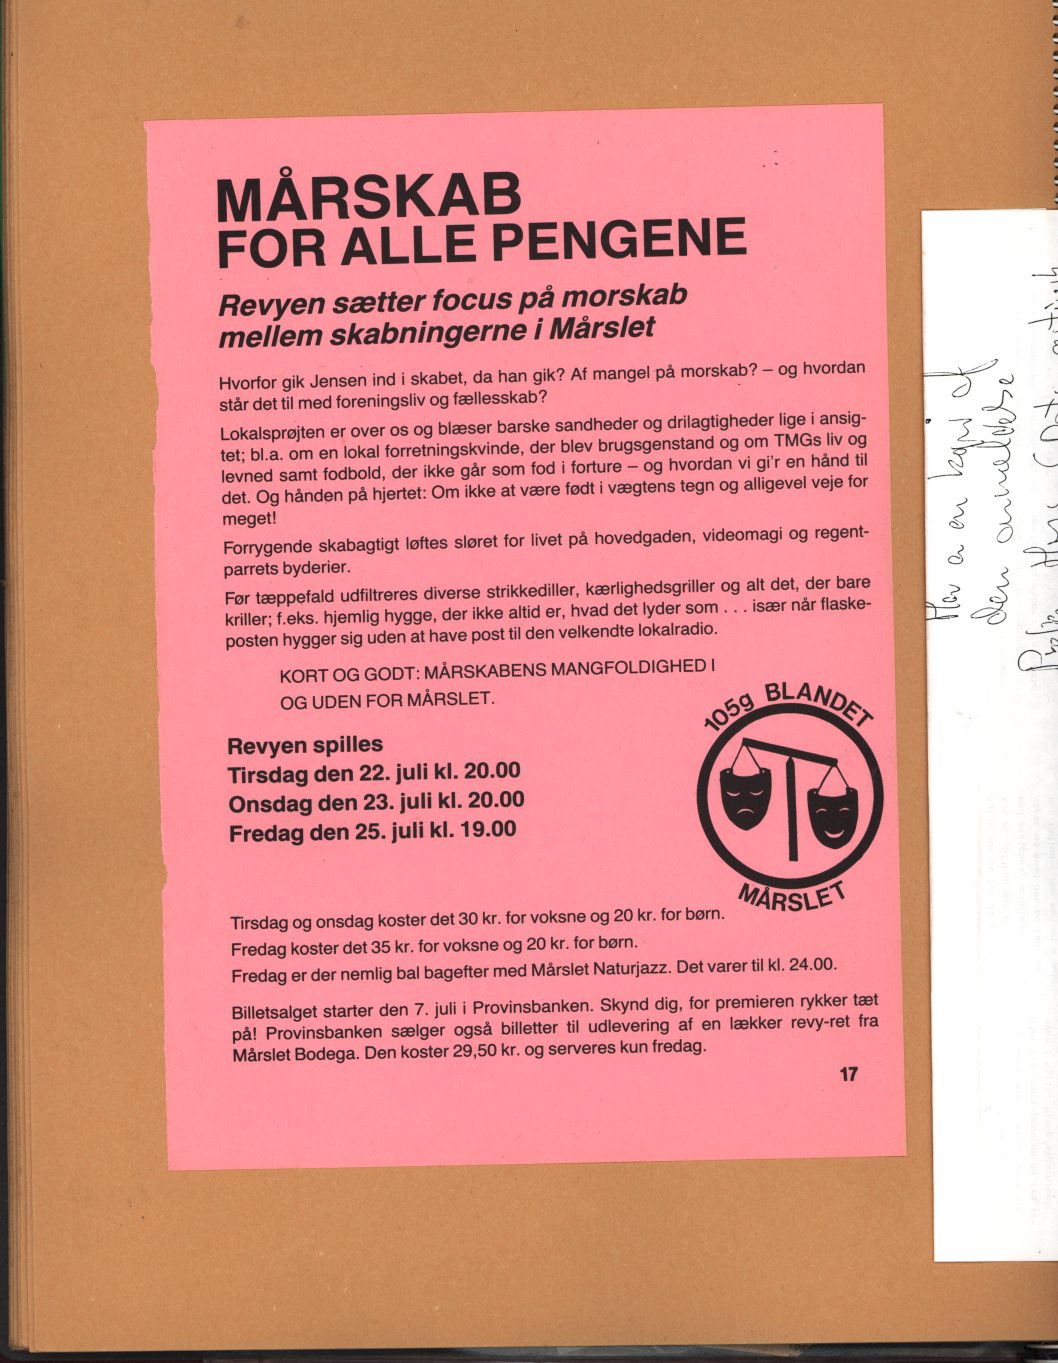 MÅRSKAB
FOR ALLE PENGENE
Revyen sætter focus på morskab
mellem skabningerne i Mårslet
Hvorfor gik Jensen ind i skabet, da han gik? Af mangel på morskab? – og hvordan
står det til med foreningsliv og fællesskab?
Lokalsprøjten er over os og blæser barske sandheder og drilagtigheder lige i ansig-
tet; bl.a. om en lokal forretningskvinde, der blev brugsgenstand og om TMGs liv og
levned samt fodbold, der ikke går som fod i forture – og hvordan vi gi'r en hånd til
det. Og hånden på hjertet: Om ikke at være født i vægtens tegn og alligevel veje for
meget!
Forrygende skabagtigt løftes sløret for livet på hovedgaden, videomagi og regent-
parrets byderier.
Før tæppefald udfiltreres diverse strikkediller, kærlighedsgriller og alt det, der bare
kriller; f.eks. hjemlig hygge, der ikke altid er, hvad det lyder som . . . især når flaske-
posten hygger sig uden at have post til den velkendte lokalradio.
KORT OG GODT: MÅRSKABENS MANGFOLDIGHED I
OG UDEN FOR MÅRSLET.
105g BLANDET
MÅRSLET
Revyen spilles
Tirsdag den 22. juli kl. 20.00
Onsdag den 23. juli kl. 20.00
Fredag den 25. juli kl. 19.00
Tirsdag og onsdag koster det 30 kr. for voksne og 20 kr. for børn.
Fredag koster det 35 kr. for voksne og 20 kr. for børn.
Fredag er der nemlig bal bagefter med Mårslet Naturjazz. Det varer til kl. 24.00.
Billetsalget starter den 7. juli i Provinsbanken. Skynd dig, for premieren rykker tæt
på! Provinsbanken sælger også billetter til udlevering af en lækker revy-ret fra
Mårslet Bodega. Den koster 29,50 kr. og serveres kun fredag.
17
en kopi af
den anmeldelse